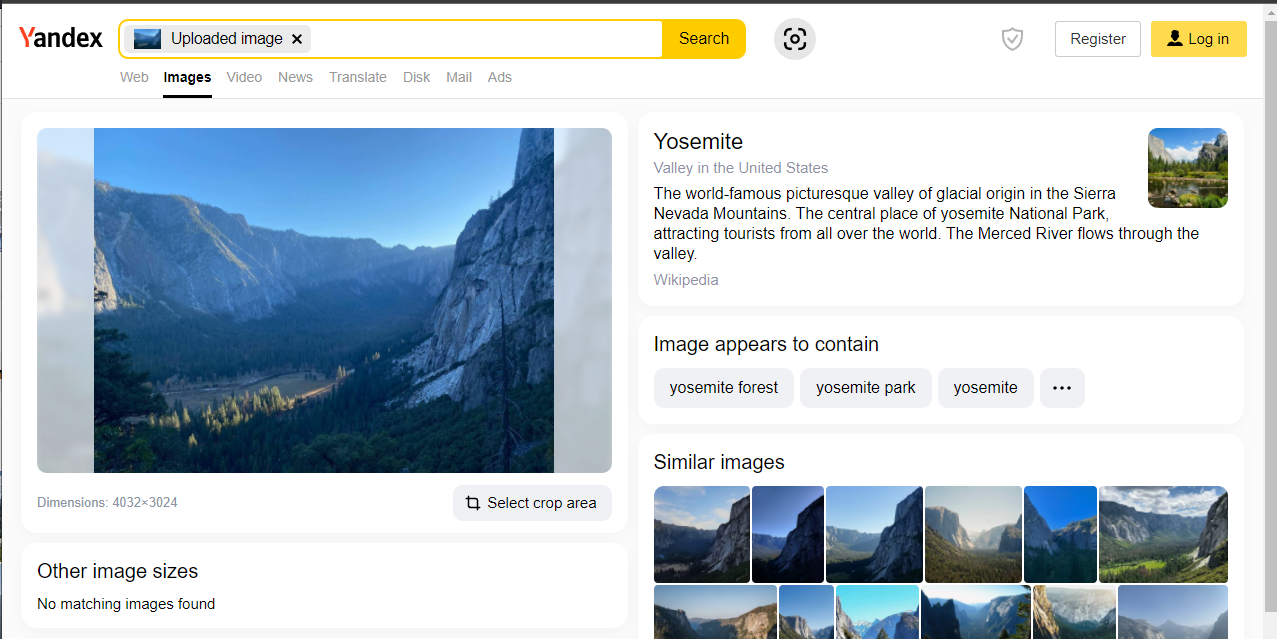 Yandex
Uploaded image ×
Search
Register
Log in
Web Images Video News Translate Disk Mail Ads
Dimensions: 4032×3024
Select crop area
Other image sizes
No matching images found
Yosemite
Valley in the United States
The world-famous picturesque valley of glacial origin in the Sierra
Nevada Mountains. The central place of yosemite National Park,
attracting tourists from all over the world. The Merced River flows through the
valley.
Wikipedia
Image appears to contain
yosemite forest
yosemite park
yosemite
•••
Similar images